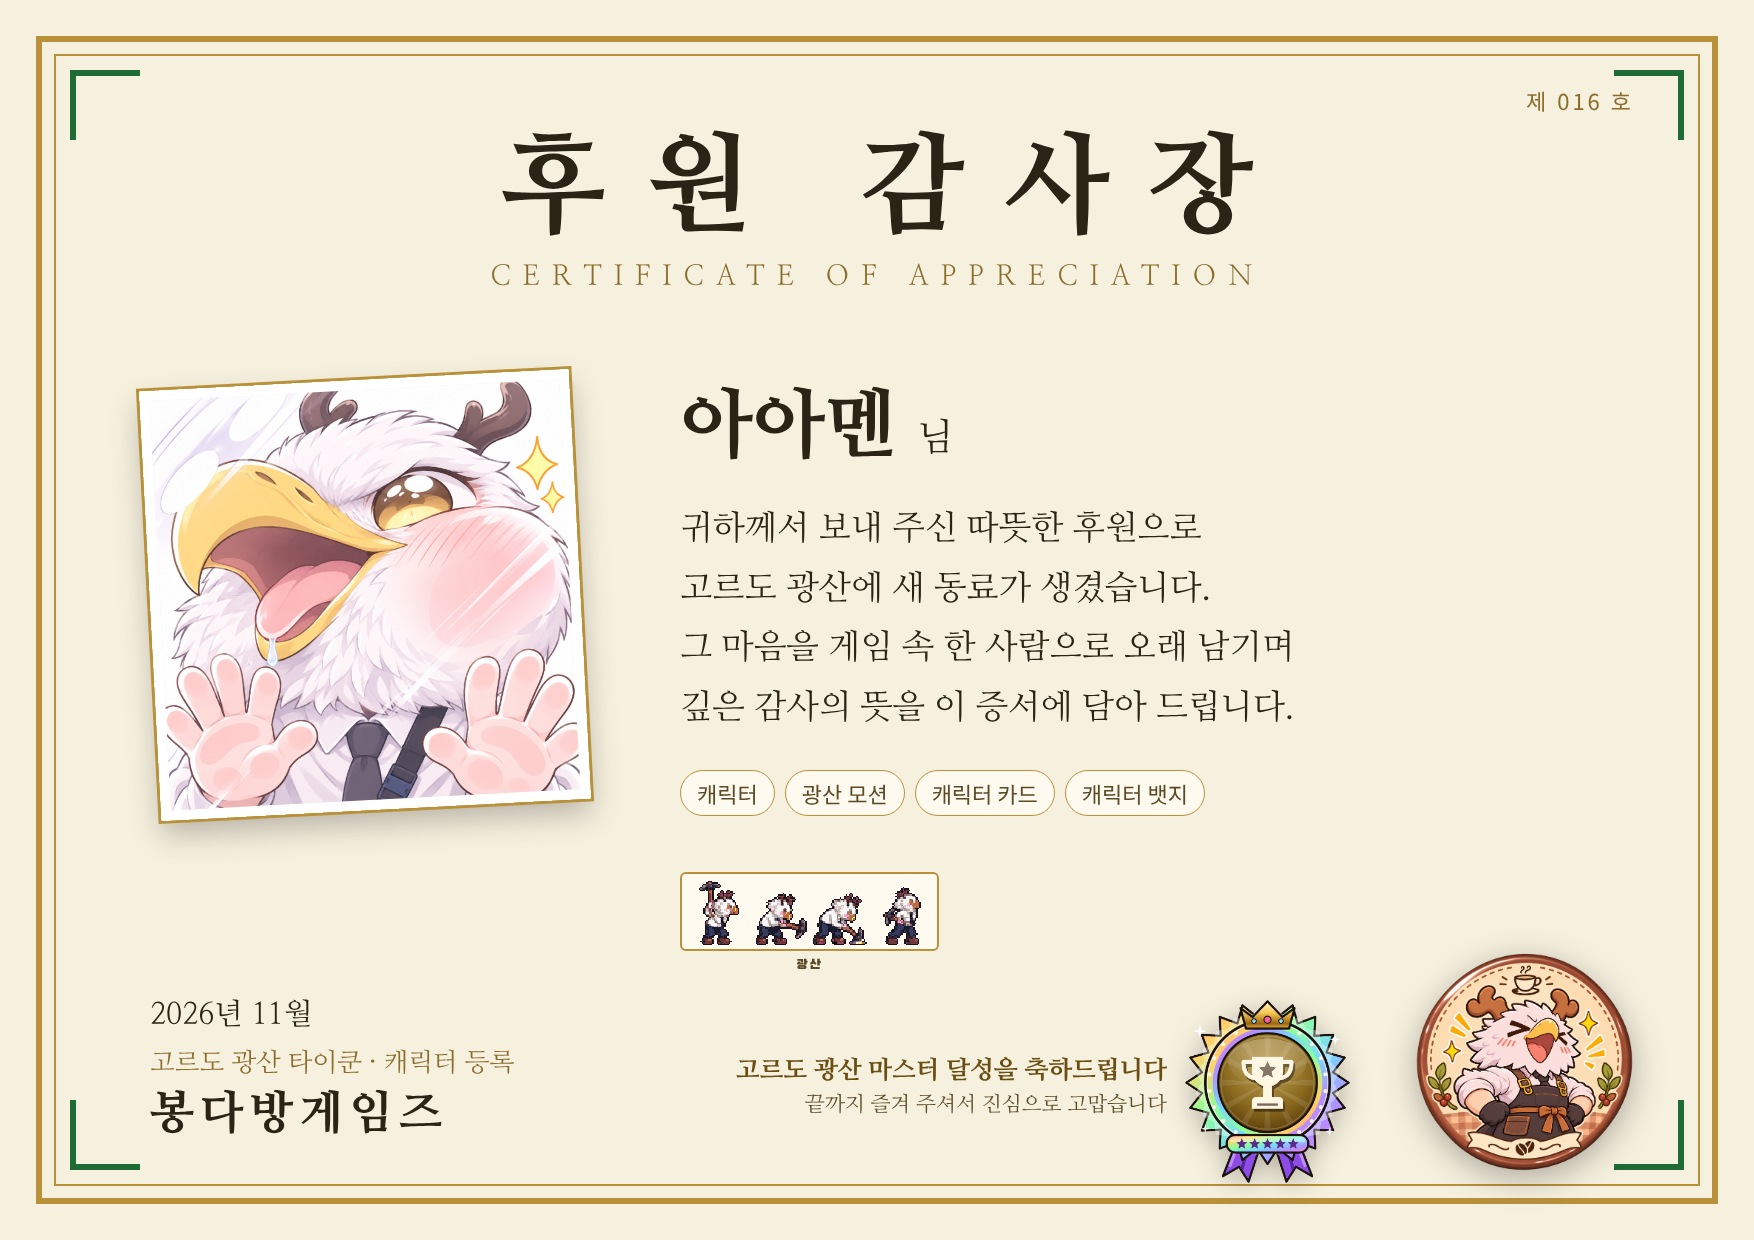 제 016 호
후원 감사장
CERTIFICATE OF APPRECIATION
아아멘 님
귀하께서 보내 주신 따뜻한 후원으로
고르도 광산에 새 동료가 생겼습니다.
그 마음을 게임 속 한 사람으로 오래 남기며
깊은 감사의 뜻을 이 증서에 담아 드립니다.
캐릭터 광산 모션 캐릭터 카드 캐릭터 뱃지
광산
2026년 11월
고르도 광산 타이쿤 · 캐릭터 등록
봉다방게임즈
고르도 광산 마스터 달성을 축하드립니다
끝까지 즐겨 주셔서 진심으로 고맙습니다